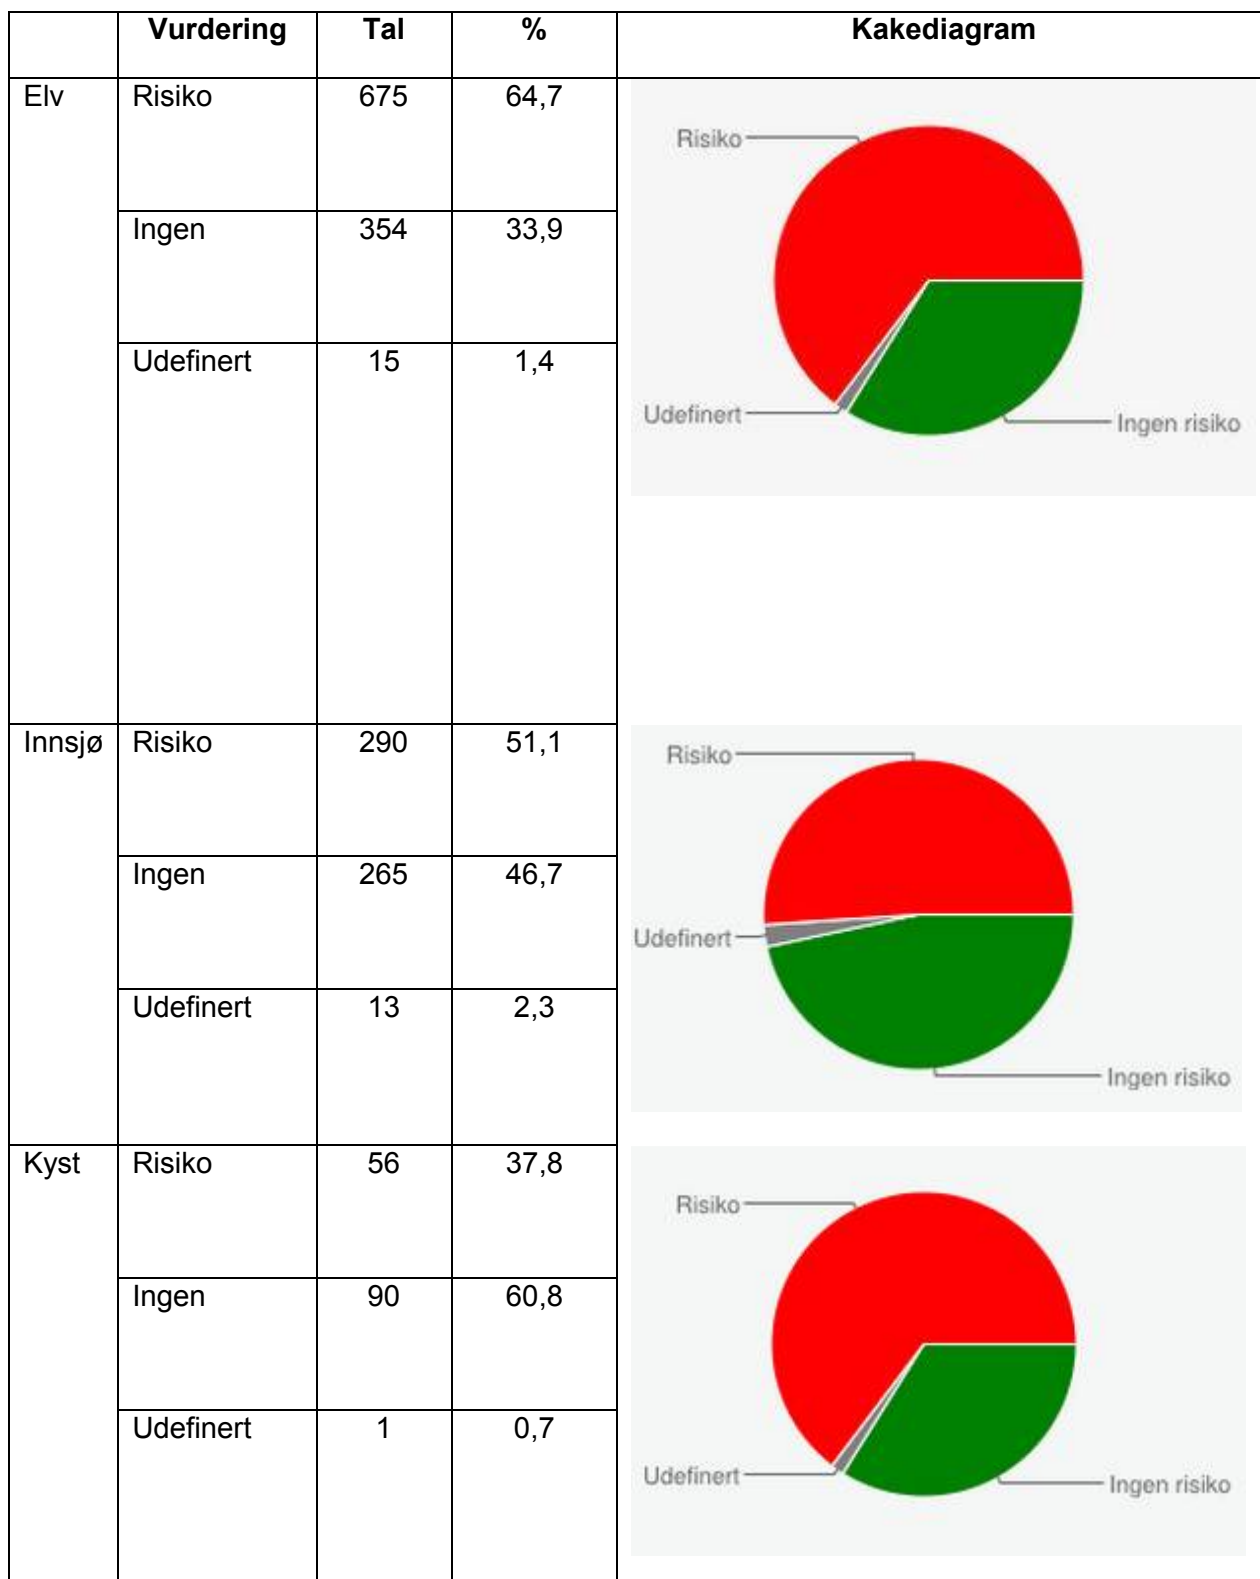 Vurdering Tal % Kakediagram
Elv Risiko 675 64,7
Risiko
Ingen 354 33,9
Udefinert 15 1,4
Udefinert
Ingen risiko
Innsjø Risiko 290 51,1
Risiko
Ingen 265 46,7
Udefinert
Udefinert 13 2,3
Ingen risiko
Kyst Risiko 56 37,8
Risiko
Ingen 90 60,8
Udefinert 1 0,7
Udefinert
Ingen risiko